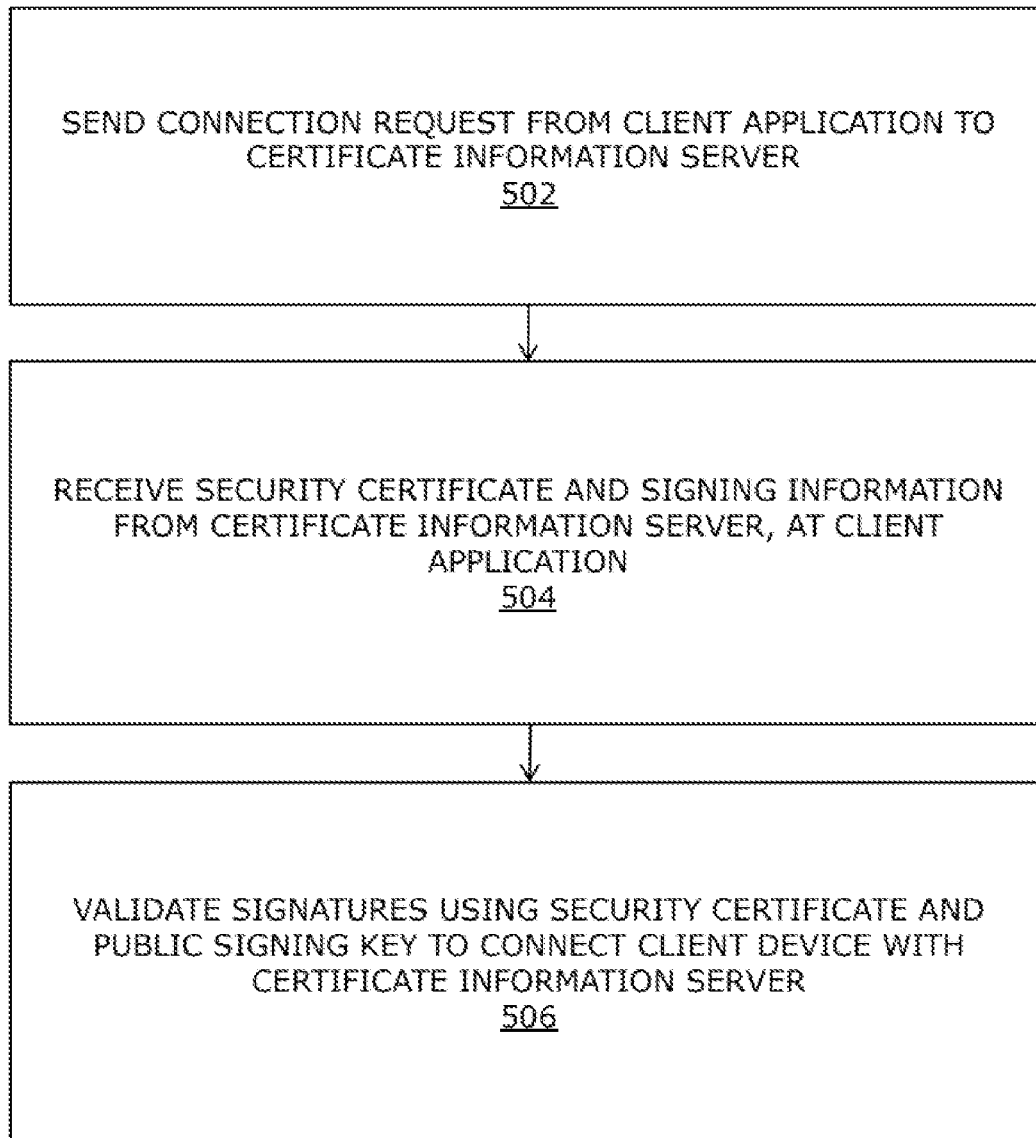 SEND CONNECTION REQUEST FROM CLIENT APPLICATION TO
CERTIFICATE INFORMATION SERVER
502
RECEIVE SECURITY CERTIFICATE AND SIGNING INFORMATION
FROM CERTIFICATE INFORMATION SERVER, AT CLIENT
APPLICATION
504
VALIDATE SIGNATURES USING SECURITY CERTIFICATE AND
PUBLIC SIGNING KEY TO CONNECT CLIENT DEVICE WITH
CERTIFICATE INFORMATION SERVER
506